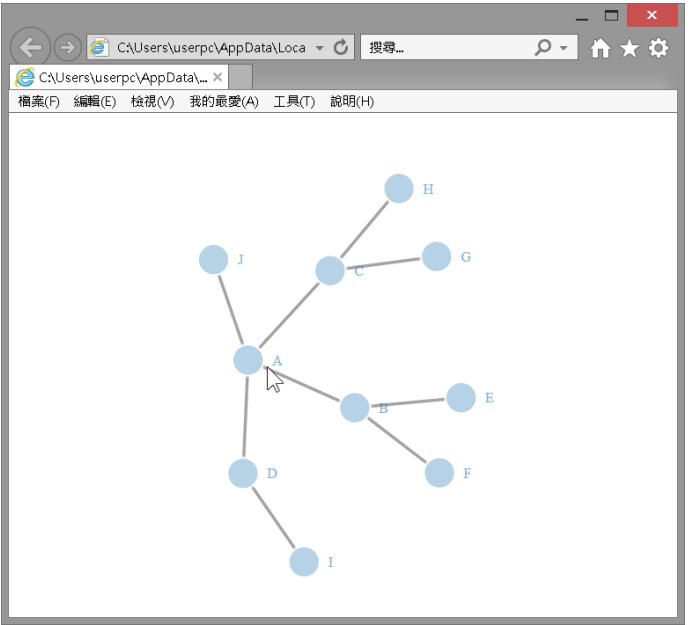 C:\Users\userpc\AppData\Loca
搜尋...
C:\Users\userpc\AppData\...
檔案(F) 編輯(E) 檢視(V) 我的最愛(A) 工具(T) 說明(H)
H
J
G
C
A
E
B
D
F
I